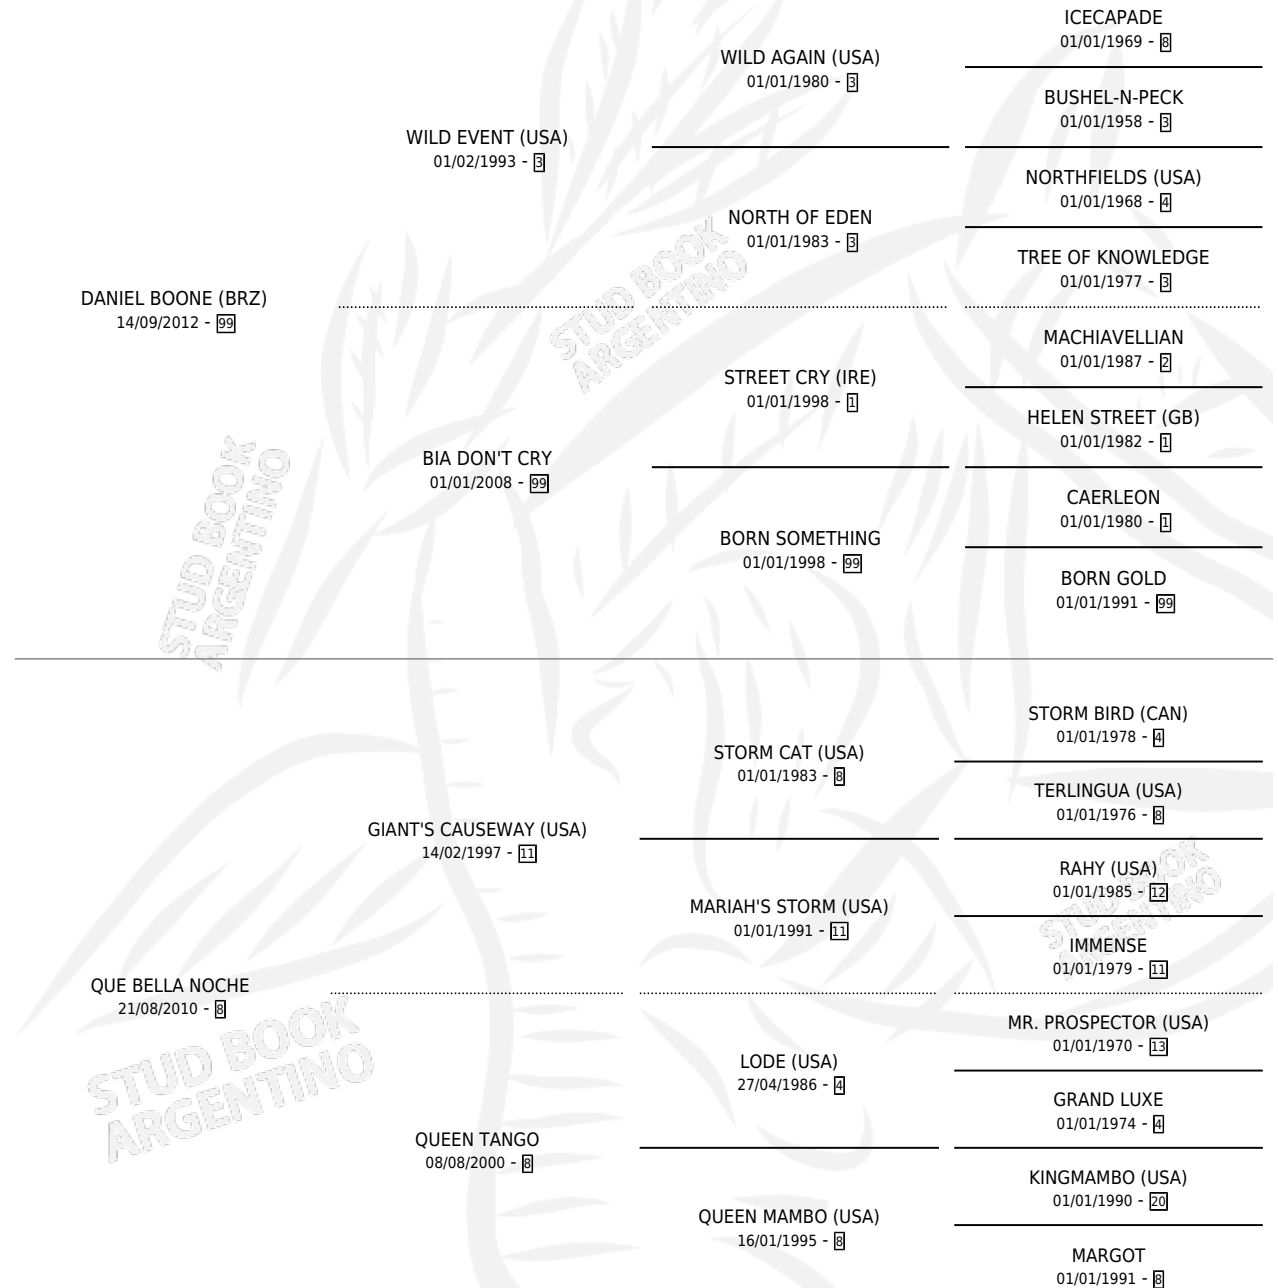 ICECAPADE
01/01/1969 - 8
WILD AGAIN (USA)
01/01/1980 - 3
BUSHEL-N-PECK
01/01/1958 - 3
WILD EVENT (USA)
01/02/1993 - 3
NORTHFIELDS (USA)
01/01/1968 - 4
NORTH OF EDEN
01/01/1983 - 3
TREE OF KNOWLEDGE
01/01/1977 - 3
DANIEL BOONE (BRZ)
14/09/2012 - 99
MACHIAVELLIAN
01/01/1987 - 2
STREET CRY (IRE)
01/01/1998 - 1
HELEN STREET (GB)
01/01/1982 - 1
BIA DON'T CRY
01/01/2008 - 99
CAERLEON
01/01/1980 - 1
BORN SOMETHING
01/01/1998 - 99
BORN GOLD
01/01/1991 - 99
STUD BOOK
ARGENTINO
STUD BOOK
ARGENTINO
STORM BIRD (CAN)
01/01/1978 - 4
STORM CAT (USA)
01/01/1983 - 8
TERLINGUA (USA)
01/01/1976 - 8
GIANT'S CAUSEWAY (USA)
14/02/1997 - 11
RAHY (USA)
01/01/1985 - 12
MARIAH'S STORM (USA)
01/01/1991 - 11
IMMENSE
01/01/1979 - 11
STUD BOOK
ARGENTINO
QUE BELLA NOCHE
21/08/2010 - 8
MR. PROSPECTOR (USA)
01/01/1970 - 13
LODE (USA)
27/04/1986 - 4
GRAND LUXE
01/01/1974 - 4
STUD BOOK
ARGENTINO
QUEEN TANGO
08/08/2000 - 8
KINGMAMBO (USA)
01/01/1990 - 20
QUEEN MAMBO (USA)
16/01/1995 - 8
MARGOT
01/01/1991 - 8